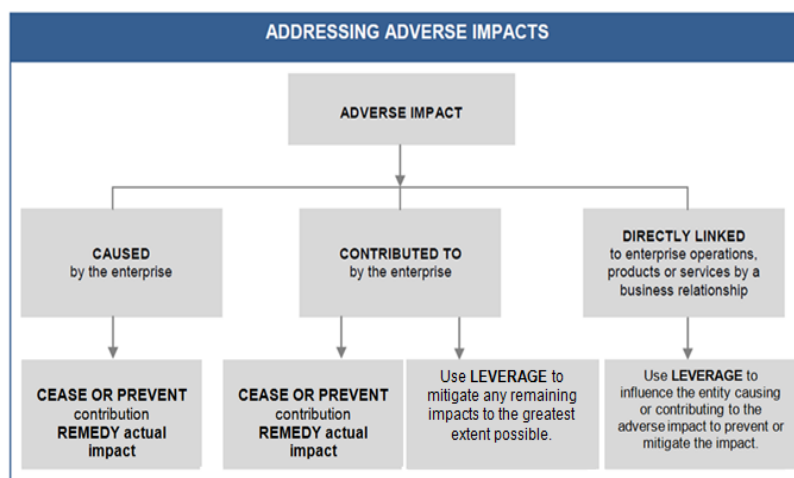 ADDRESSING ADVERSE IMPACTS
ADVERSE IMPACT
CAUSED
by the enterprise
CONTRIBUTED TO
by the enterprise
DIRECTLY LINKED
to enterprise operations,
products or services by a
business relationship
CEASE OR PREVENT
contribution
REMEDY actual
impact
CEASE OR PREVENT
contribution
REMEDY actual
impact
Use LEVERAGE to
mitigate any remaining
impacts to the greatest
extent possible.
Use LEVERAGE to
influence the entity causing
or contributing to the
adverse impact to prevent or
mitigate the impact.